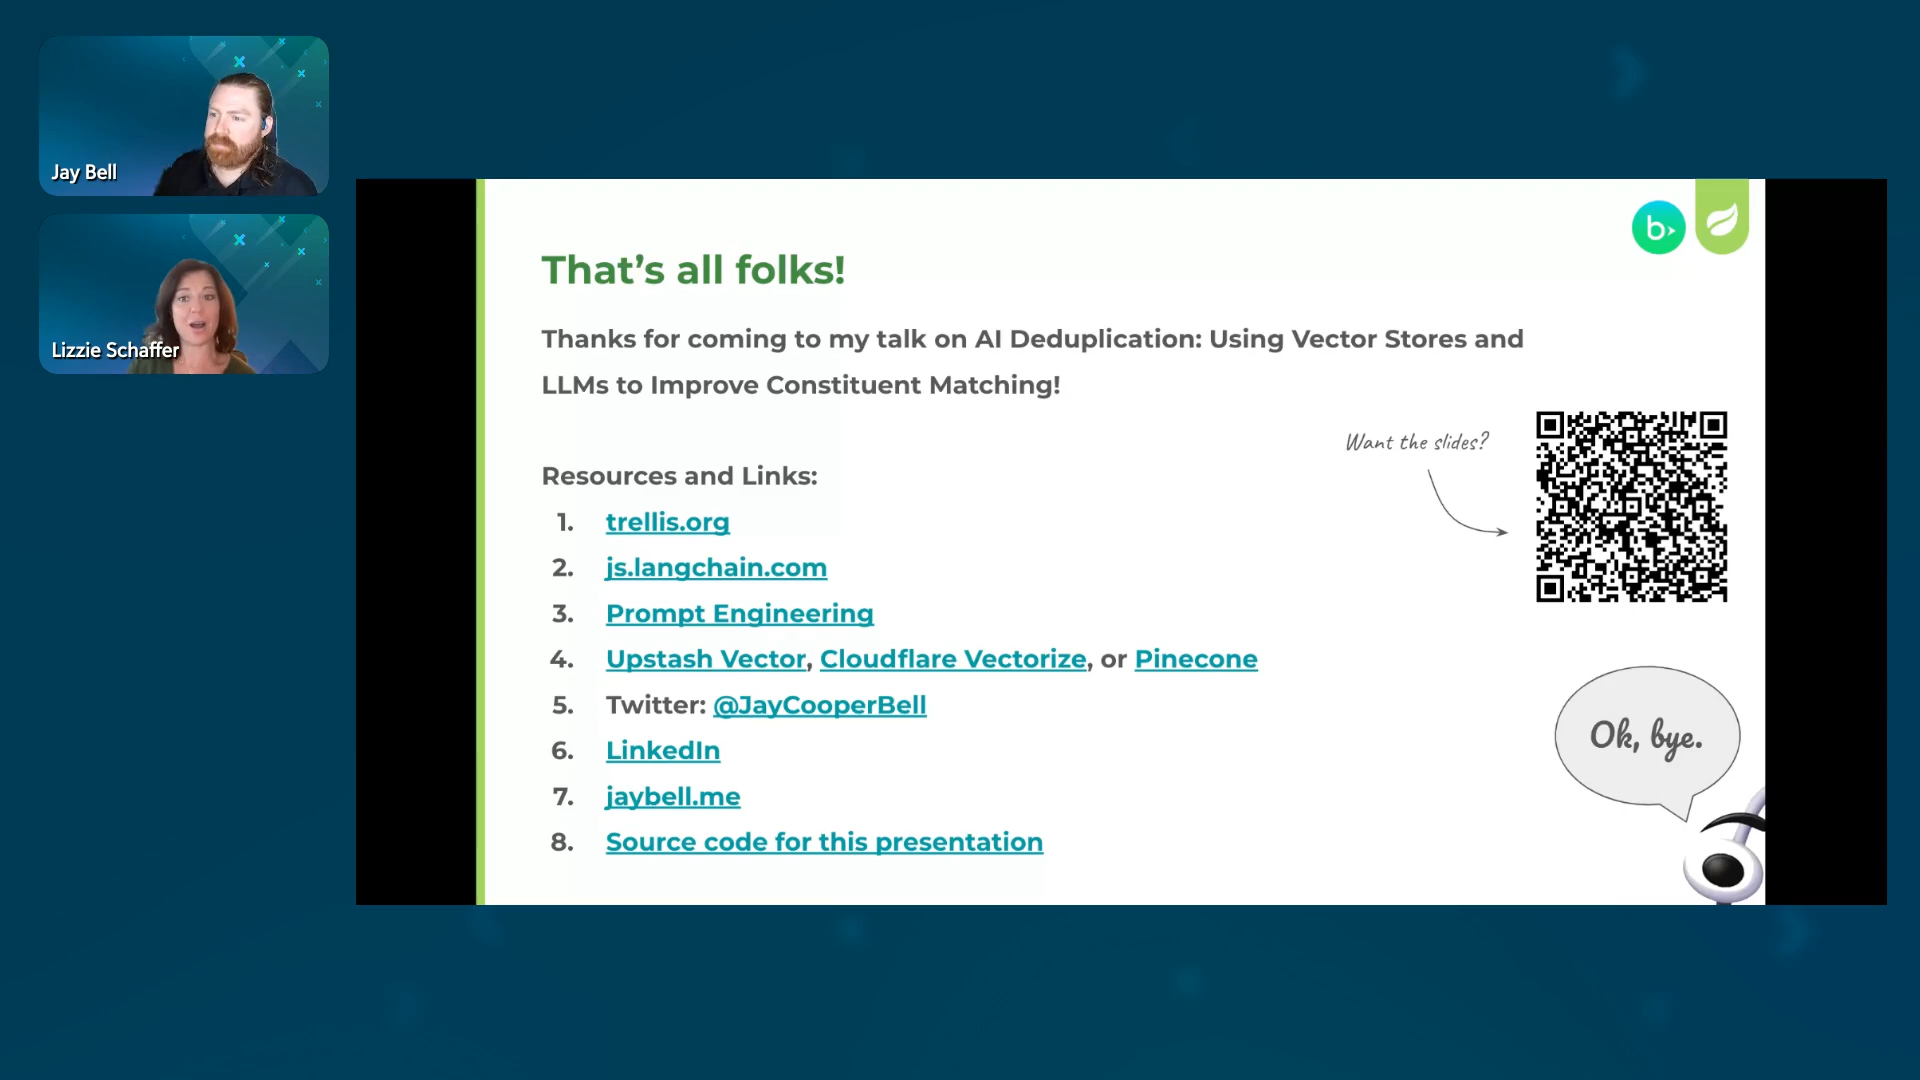 Jay Bell
Lizzie Schaffer
b
That's all folks!
Thanks for coming to my talk on AI Deduplication: Using Vector Stores and
LLMs to Improve Constituent Matching!
Want the slides?
Resources and Links:
1. trellis.org
2. js.langchain.com
3. Prompt Engineering
4. Upstash Vector, Cloudflare Vectorize, or Pinecone
5. Twitter: @JayCooperBell
6. LinkedIn
7. jaybell.me
8. Source code for this presentation
Ok, bye.